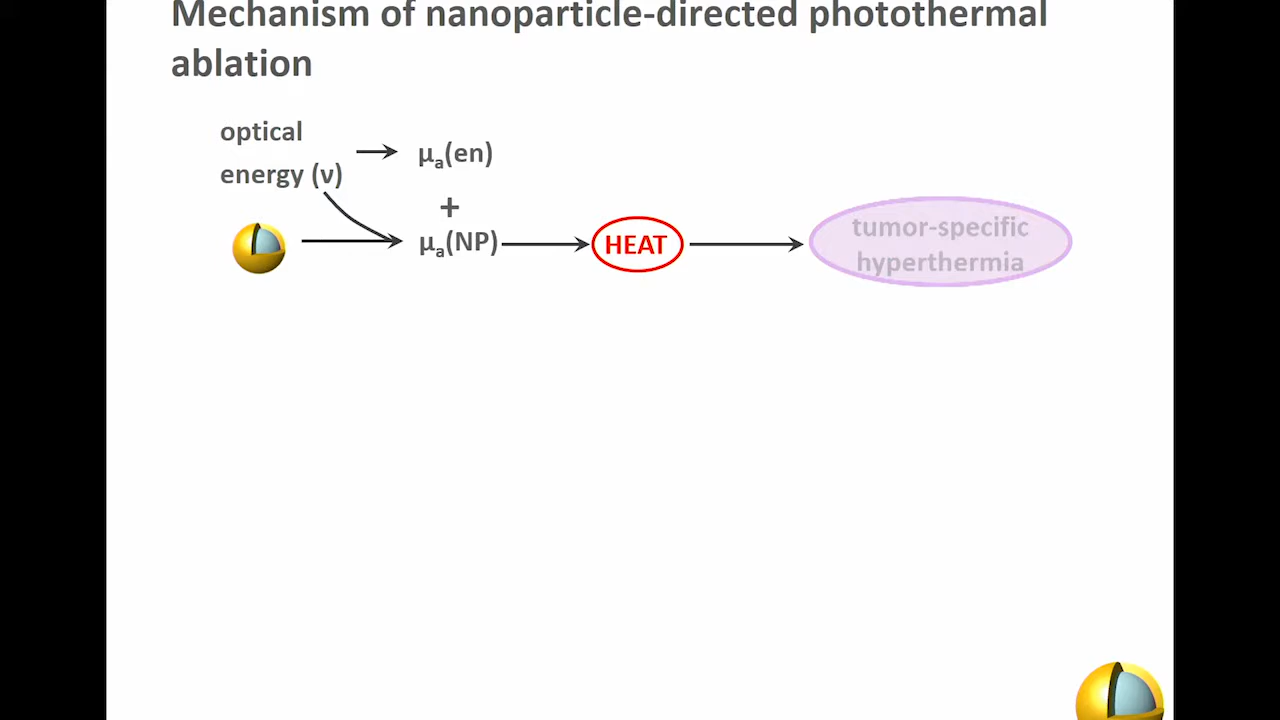 Mechanism of nanoparticle-directed photothermal
ablation
optical
energy (ν)
μa(en)
+
μa(NP)
HEAT
tumor-specific
hyperthermia